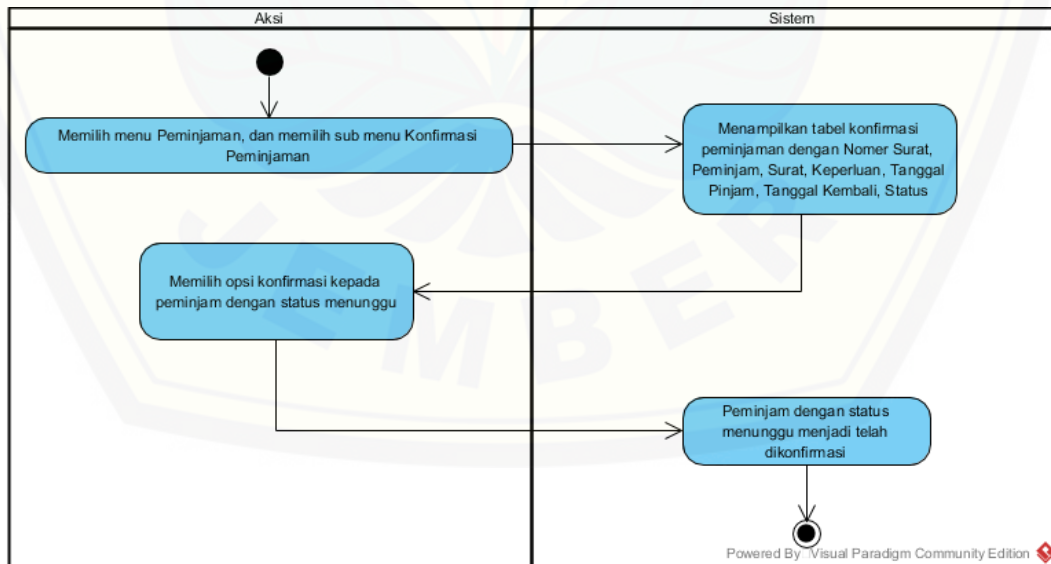 Aksi
Sistem
Memilih menu Peminjaman, dan memilih sub menu Konfirmasi
Peminjaman
Menampilkan tabel konfirmasi
peminjaman dengan Nomer Surat,
Peminjam, Surat, Keperluan, Tanggal
Pinjam, Tanggal Kembali, Status
Memilih opsi konfirmasi kepada
peminjam dengan status menunggu
Peminjam dengan status
menunggu menjadi telah
dikonfirmasi
JEMBER
Powered By Visual Paradigm Community Edition